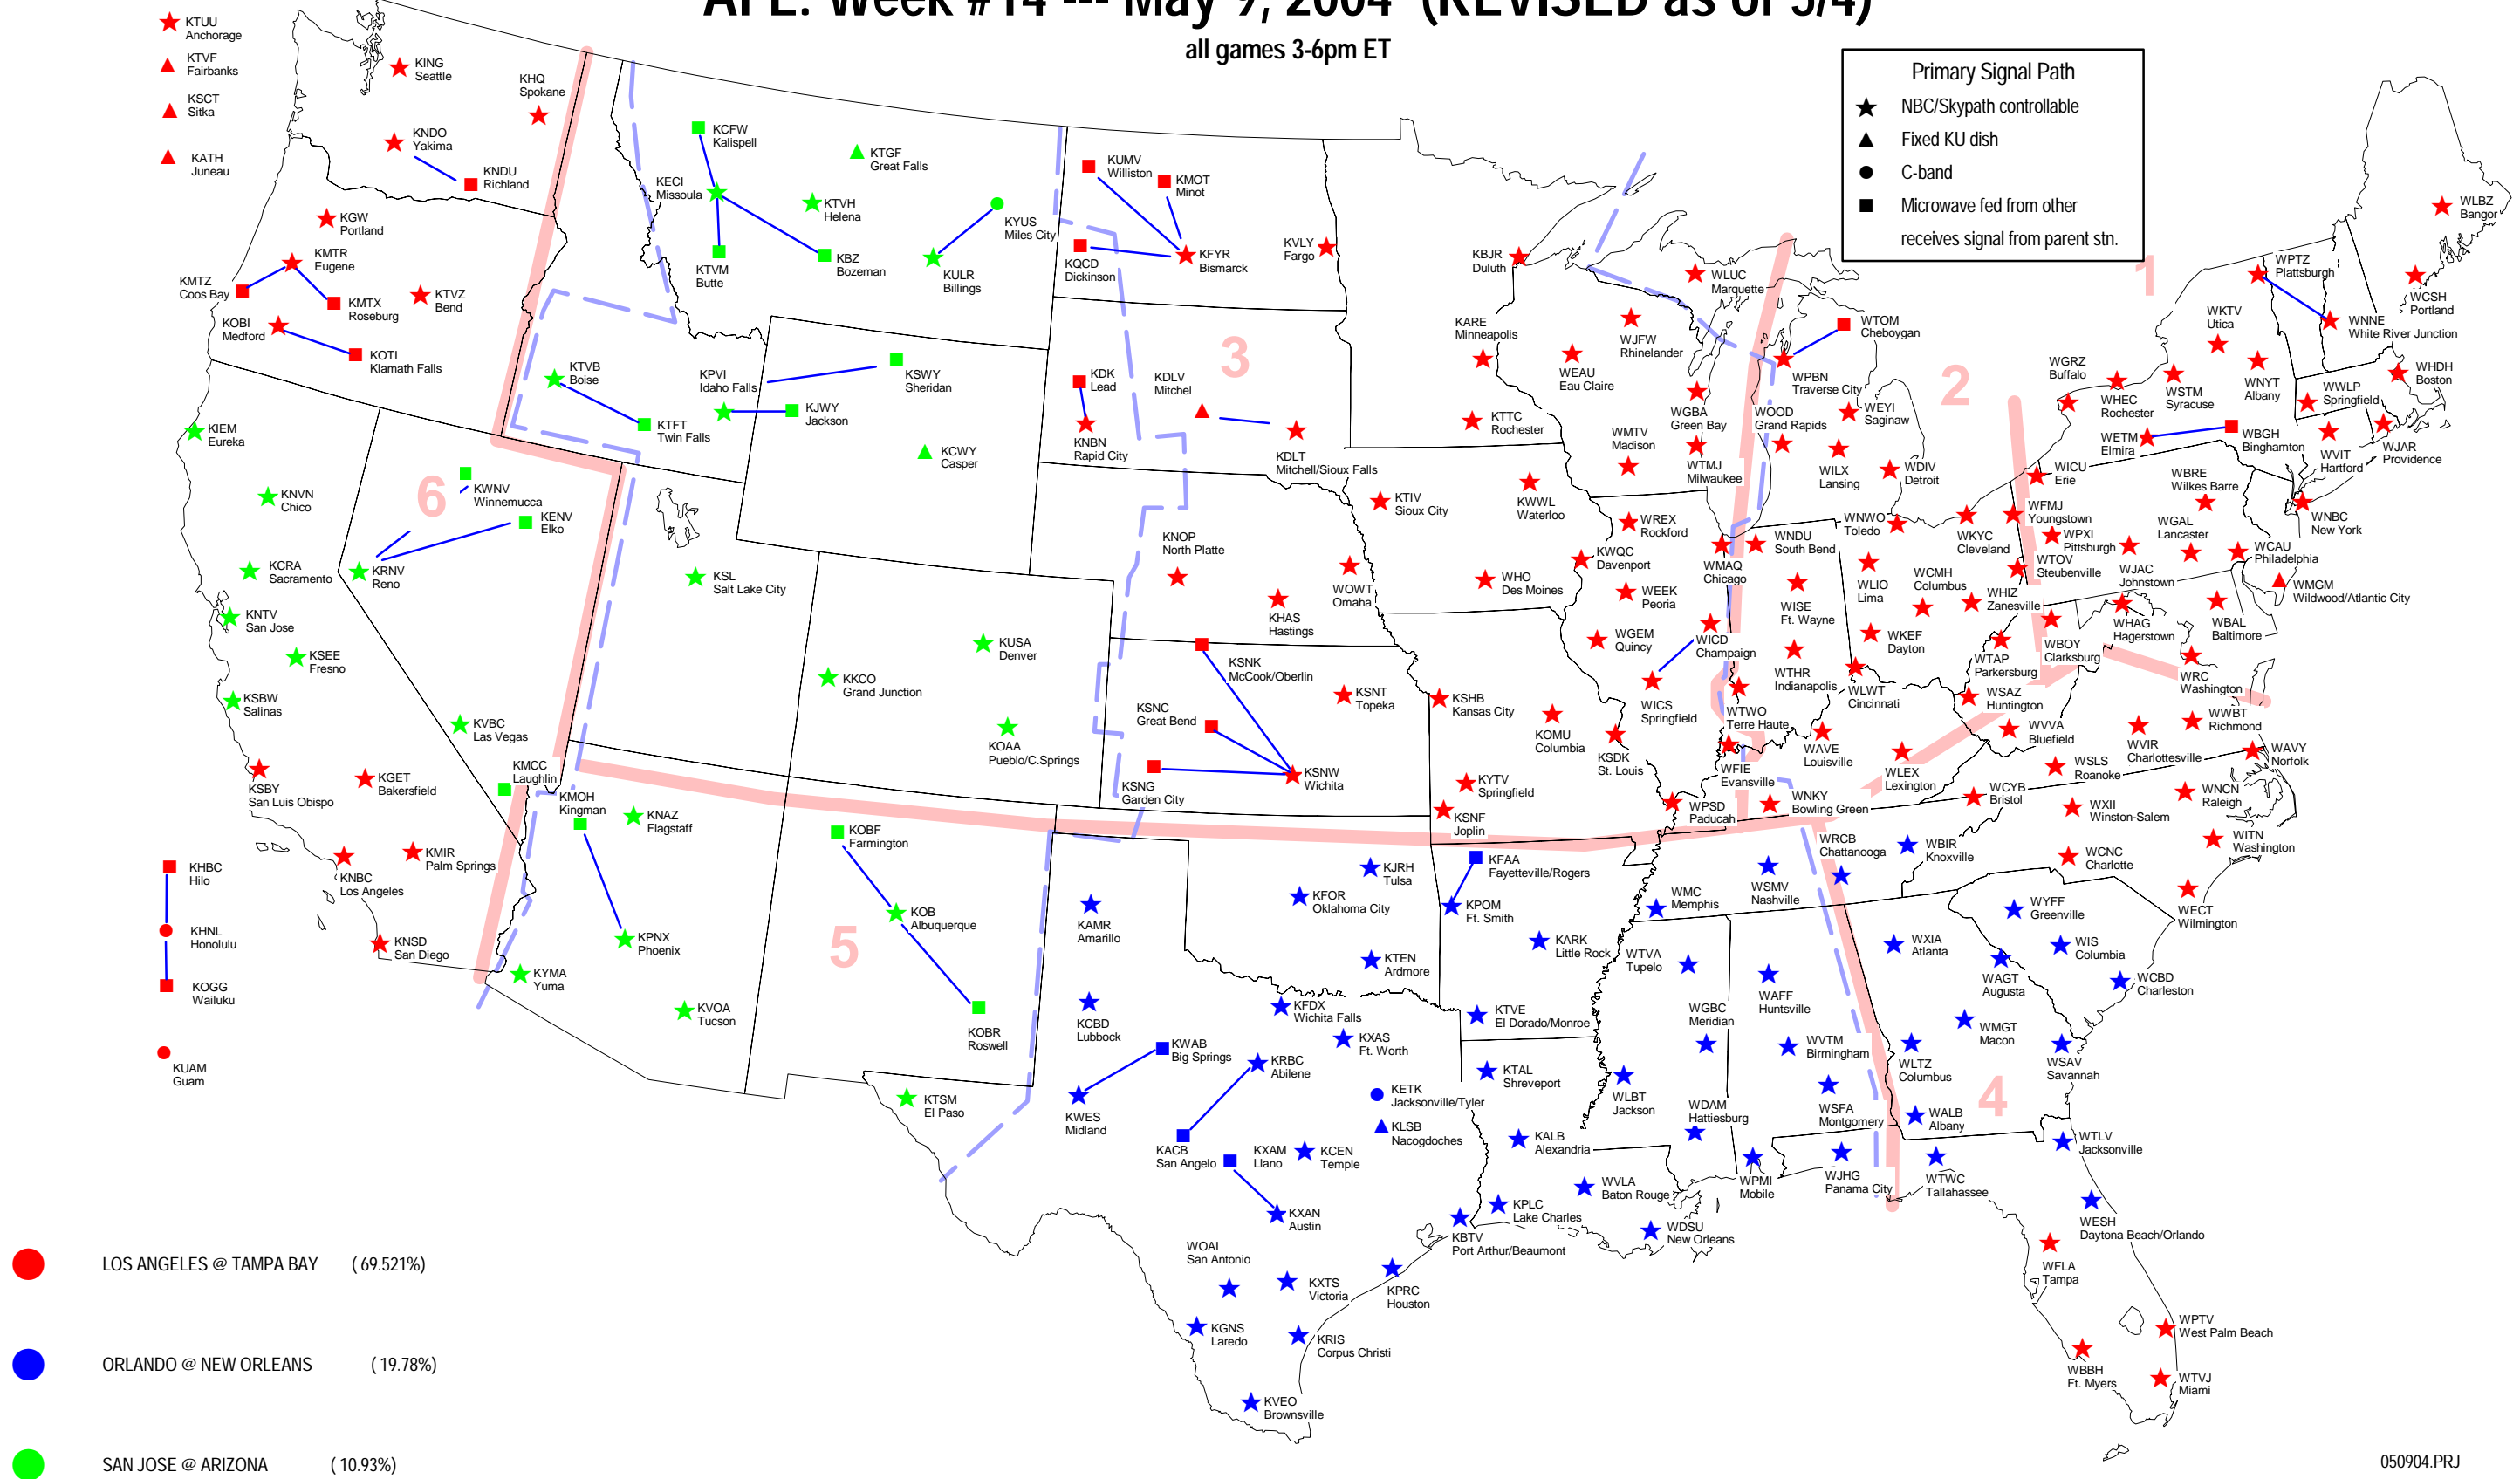 AFL: Week #14 --- May 9, 2004 (REVISED as of 5/4)
all games 3-6pm ET
Primary Signal Path
NBC/Skypath controllable
Fixed KU dish
C-band
Microwave fed from other
receives signal from parent stn.
KTUU
Anchorage
KTVF
Fairbanks
KSCT
Sitka
KATH
Juneau
KING
Seattle
KHQ
Spokane
KNDO
Yakima
KNDU
Richland
KGW
Portland
KMTR
Eugene
KMTZ
Coos Bay
KMTX
Roseburg
KTVZ
Bend
KOBI
Medford
KOTI
Klamath Falls
KCFW
Kalispell
KTGF
Great Falls
KECI
Missoula
KTVH
Helena
KYUS
Miles City
KTVM
Butte
KBZ
Bozeman
KULR
Billings
KTVB
Boise
KTFT
Twin Falls
KPVI
Idaho Falls
KSWY
Sheridan
KJWY
Jackson
KCWY
Casper
KUMV
Williston
KMOT
Minot
KQCD
Dickinson
KFYR
Bismarck
KVLY
Fargo
KDK
Lead
KNBN
Rapid City
KDLV
Mitchel
KDLT
Mitchell/Sioux Falls
3
KBJR
Duluth
KARE
Minneapolis
KTTC
Rochester
WLUC
Marquette
WJFW
Rhinelander
WEAU
Eau Claire
WGBA
Green Bay
WMTV
Madison
WTMJ
Milwaukee
WTOM
Cheboygan
WPBN
Traverse City
WOOD
Grand Rapids
WEYI
Saginaw
WILX
Lansing
WDIV
Detroit
2
1
WPTZ
Plattsburgh
WLBZ
Bangor
WCSH
Portland
WNNE
White River Junction
WKTV
Utica
WGRZ
Buffalo
WHEC
Rochester
WSTM
Syracuse
WNYT
Albany
WHDH
Boston
WWLP
Springfield
WETM
Elmira
WBGH
Binghamton
WVIT
Hartford
WJAR
Providence
WICU
Erie
WBRE
Wilkes Barre
WNBC
New York
WFMJ
Youngstown
WPXI
Pittsburgh
WGAL
Lancaster
WCAU
Philadelphia
WTOV
Steubenville
WJAC
Johnstown
WMGM
Wildwood/Atlantic City
WHAG
Hagerstown
WBAL
Baltimore
WBOY
Clarksburg
WRC
Washington
WNWO
Toledo
WKYC
Cleveland
WLIO
Lima
WCMH
Columbus
WHIZ
Zanesville
WKEF
Dayton
WTAP
Parkersburg
WLWT
Cincinnati
WSAZ
Huntington
WVVA
Bluefield
WWBT
Richmond
WVIR
Charlottesville
WAVY
Norfolk
WSLS
Roanoke
WNDU
South Bend
WISE
Ft. Wayne
WTHR
Indianapolis
WTWO
Terre Haute
WFIE
Evansville
WAVE
Louisville
WLEX
Lexington
WNKY
Bowling Green
WPSD
Paducah
WREX
Rockford
WMAQ
Chicago
KWQC
Davenport
WEEK
Peoria
WGEM
Quincy
WICD
Champaign
WICS
Springfield
KTIV
Sioux City
KWWL
Waterloo
WHO
Des Moines
KNOP
North Platte
KHAS
Hastings
WOWT
Omaha
KSNK
McCook/Oberlin
KSNC
Great Bend
KSNG
Garden City
KSNT
Topeka
KSNW
Wichita
KSHB
Kansas City
KOMU
Columbia
KSDK
St. Louis
KYTV
Springfield
KSNF
Joplin
KIEM
Eureka
KNVN
Chico
KCRA
Sacramento
KNTV
San Jose
KSEE
Fresno
KSBW
Salinas
KSBY
San Luis Obispo
KGET
Bakersfield
KNBC
Los Angeles
KMIR
Palm Springs
KNSD
San Diego
6
KWNV
Winnemucca
KENV
Elko
KRNV
Reno
KVBC
Las Vegas
KMCC
Laughlin
KSL
Salt Lake City
KKCO
Grand Junction
KUSA
Denver
KOAA
Pueblo/C.Springs
KMOH
Kingman
KNAZ
Flagstaff
KPNX
Phoenix
KYMA
Yuma
KVOA
Tucson
KOBF
Farmington
KOB
Albuquerque
KOBR
Roswell
5
KTSM
El Paso
KHBC
Hilo
KHNL
Honolulu
KOGG
Wailuku
KUAM
Guam
KAMR
Amarillo
KCBD
Lubbock
KWAB
Big Springs
KWES
Midland
KRBC
Abilene
KACB
San Angelo
KXAM
Llano
KXAN
Austin
KCEN
Temple
KFDX
Wichita Falls
KXAS
Ft. Worth
KETK
Jacksonville/Tyler
KLSB
Nacogdoches
WOAI
San Antonio
KXTS
Victoria
KGNS
Laredo
KRIS
Corpus Christi
KVEO
Brownsville
KPRC
Houston
KBTV
Port Arthur/Beaumont
KJRH
Tulsa
KFOR
Oklahoma City
KTEN
Ardmore
KFAA
Fayetteville/Rogers
KPOM
Ft. Smith
KARK
Little Rock
KTVE
El Dorado/Monroe
KTAL
Shreveport
KALB
Alexandria
KPLC
Lake Charles
WVLA
Baton Rouge
WDSU
New Orleans
WMC
Memphis
WSMV
Nashville
WRCB
Chattanooga
WBIR
Knoxville
WCYB
Bristol
WTVA
Tupelo
WGBC
Meridian
WLBT
Jackson
WDAM
Hattiesburg
WPMI
Mobile
WAFF
Huntsville
WVTM
Birmingham
WSFA
Montgomery
WJHG
Panama City
WXII
Winston-Salem
WNCN
Raleigh
WCNC
Charlotte
WITN
Washington
WECT
Wilmington
WYFF
Greenville
WIS
Columbia
WCBD
Charleston
WXIA
Atlanta
WAGT
Augusta
WMGT
Macon
WLTZ
Columbus
WSAV
Savannah
WALB
Albany
4
WTLV
Jacksonville
WTWC
Tallahassee
WESH
Daytona Beach/Orlando
WFLA
Tampa
WPTV
West Palm Beach
WBBH
Ft. Myers
WTVJ
Miami
LOS ANGELES @ TAMPA BAY (69.521%)
ORLANDO @ NEW ORLEANS (19.78%)
SAN JOSE @ ARIZONA (10.93%)
050904.PRJ